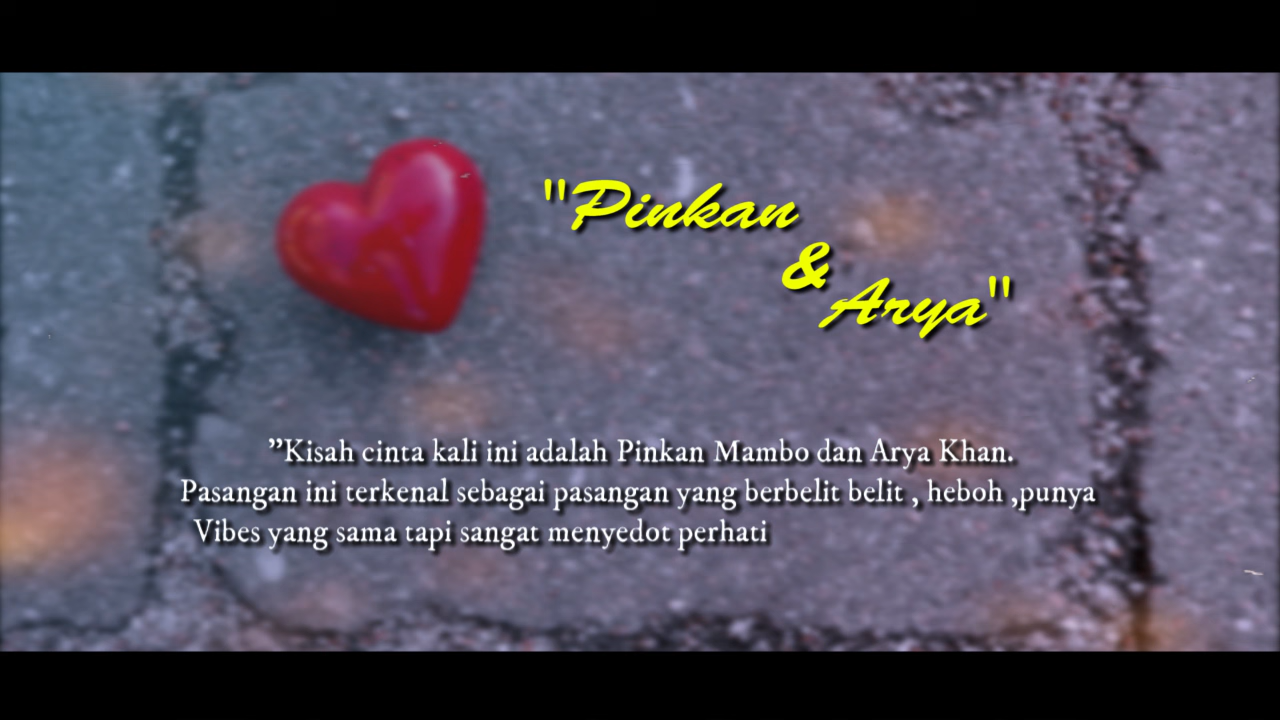 "Pinkan
&
Arya"
"Kisah cinta kali ini adalah Pinkan Mambo dan Arya Khan.
Pasangan ini terkenal sebagai pasangan yang berbelit belit , heboh ,punya
Vibes yang sama tapi sangat menyedot perhati